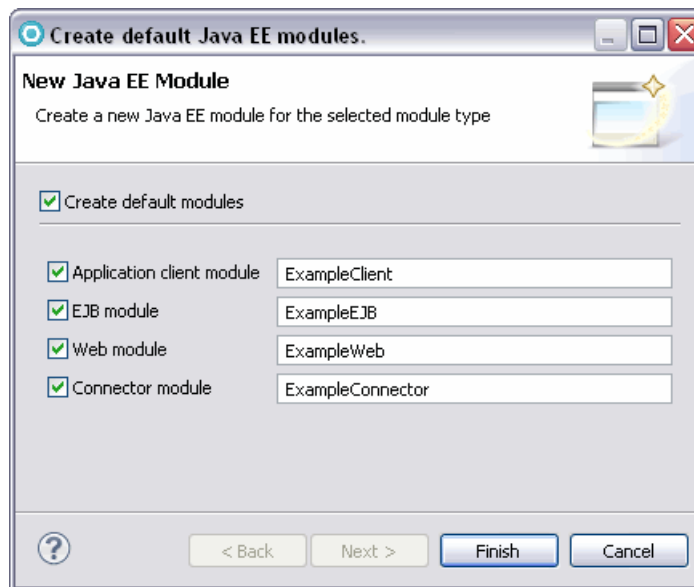 Create default Java EE modules.
New Java EE Module
Create a new Java EE module for the selected module type
Create default modules
Application client module ExampleClient
EJB module ExampleEJB
Web module ExampleWeb
Connector module ExampleConnector
? < Back Next > Finish Cancel